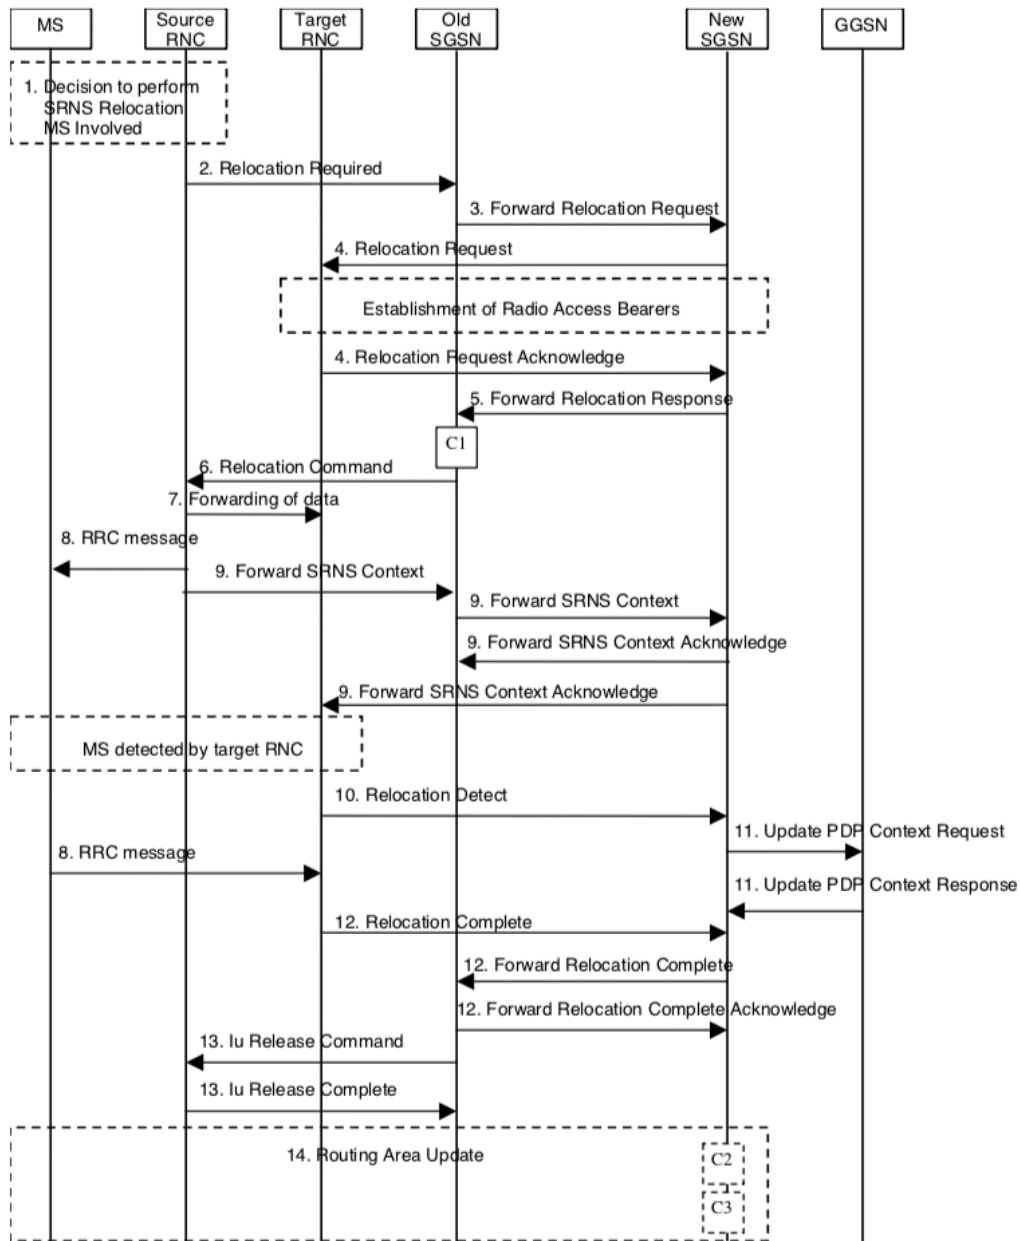 MS
Source
RNC
Target
RNC
Old
SGSN
New
SGSN
GGSN
1. Decision to perform
SRNS Relocation
MS Involved
2. Relocation Required
3. Forward Relocation Request
4. Relocation Request
Establishment of Radio Access Bearers
4. Relocation Request Acknowledge
5. Forward Relocation Response
C1
6. Relocation Command
7. Forwarding of data
8. RRC message
9. Forward SRNS Context
9. Forward SRNS Context
9. Forward SRNS Context Acknowledge
9. Forward SRNS Context Acknowledge
MS detected by target RNC
10. Relocation Detect
11. Update PDP Context Request
8. RRC message
11. Update PDP Context Response
12. Relocation Complete
12. Forward Relocation Complete
12. Forward Relocation Complete Acknowledge
13. Iu Release Command
13. Iu Release Complete
14. Routing Area Update
C2
C3